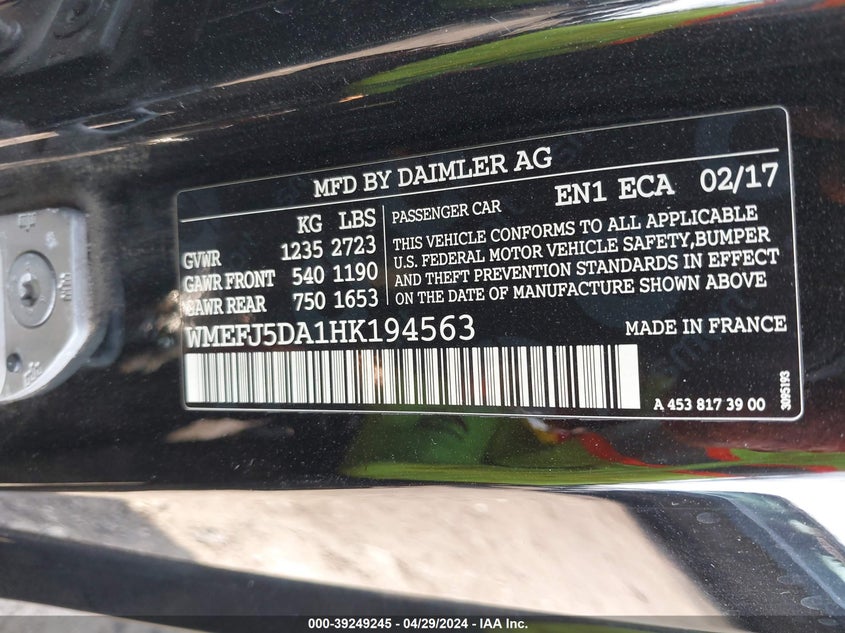 MFD BY DAIMLER AG
EN1 ECA 02/17
KG LBS
GVWR 1235 2723
GAWR FRONT 540 1190
GAWR REAR 750 1653
PASSENGER CAR
THIS VEHICLE CONFORMS TO ALL APPLICABLE
U.S. FEDERAL MOTOR VEHICLE SAFETY,BUMPER
AND THEFT PREVENTION STANDARDS IN EFFECT
ON THE DATE OF MANUFACTURE SHOWN ABOVE
WMEFJ5DA1HK194563
MADE IN FRANCE
A 453 817 39 00
3095193
000-39249245 - 04/29/2024 - IAA Inc.